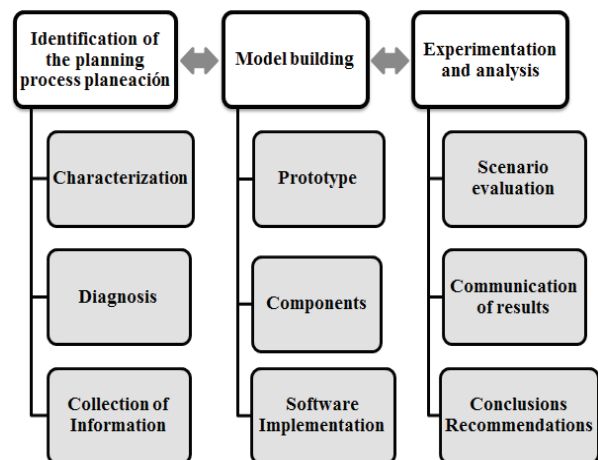 Identification of
the planning
process planeación
Model building
Experimentation
and analysis
Characterization
Diagnosis
Collection of
Information
Prototype
Components
Software
Implementation
Scenario
evaluation
Communication
of results
Conclusions
Recommendations